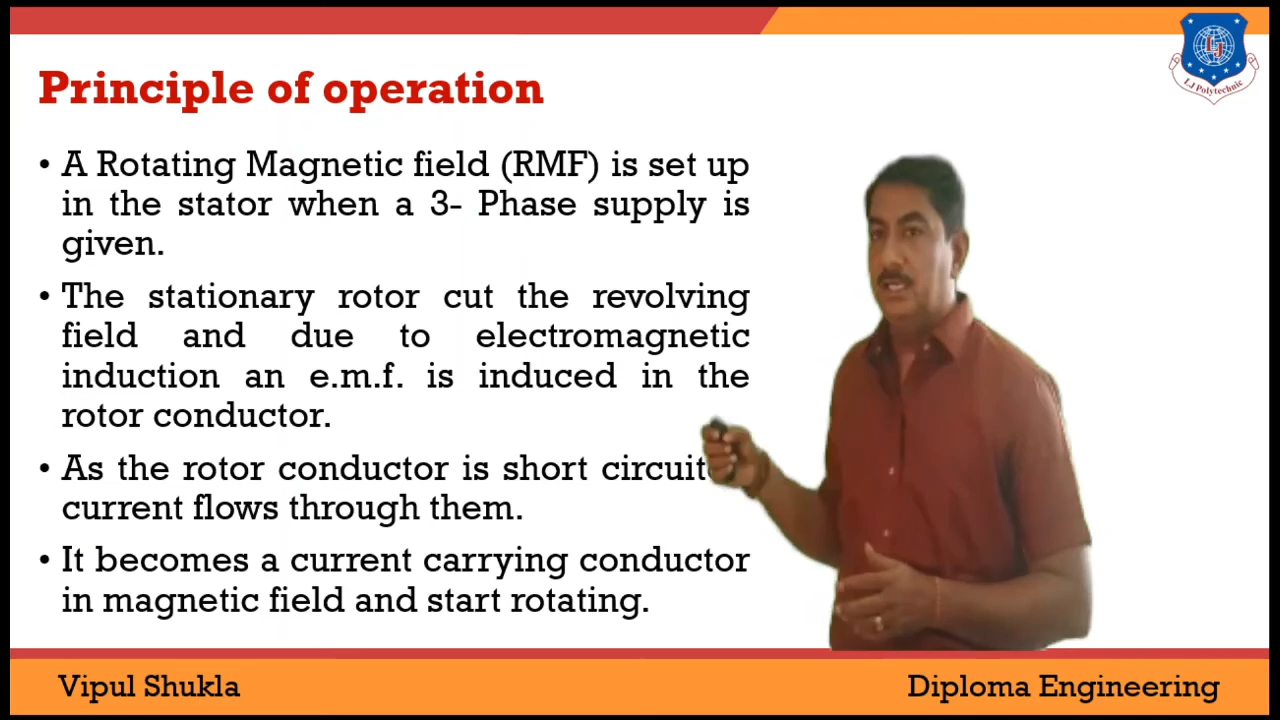 Principle of operation
• A Rotating Magnetic field (RMF) is set up
in the stator when a 3- Phase supply is
given.
• The stationary rotor cut the revolving
field and due to electromagnetic
induction an e.m.f. is induced in the
rotor conductor.
• As the rotor conductor is short
current flows through them.
• It becomes a current carrying conductor
in magnetic field and start rotating.
LJ Polytechnic
Vipul Shukla
Diploma Engineering